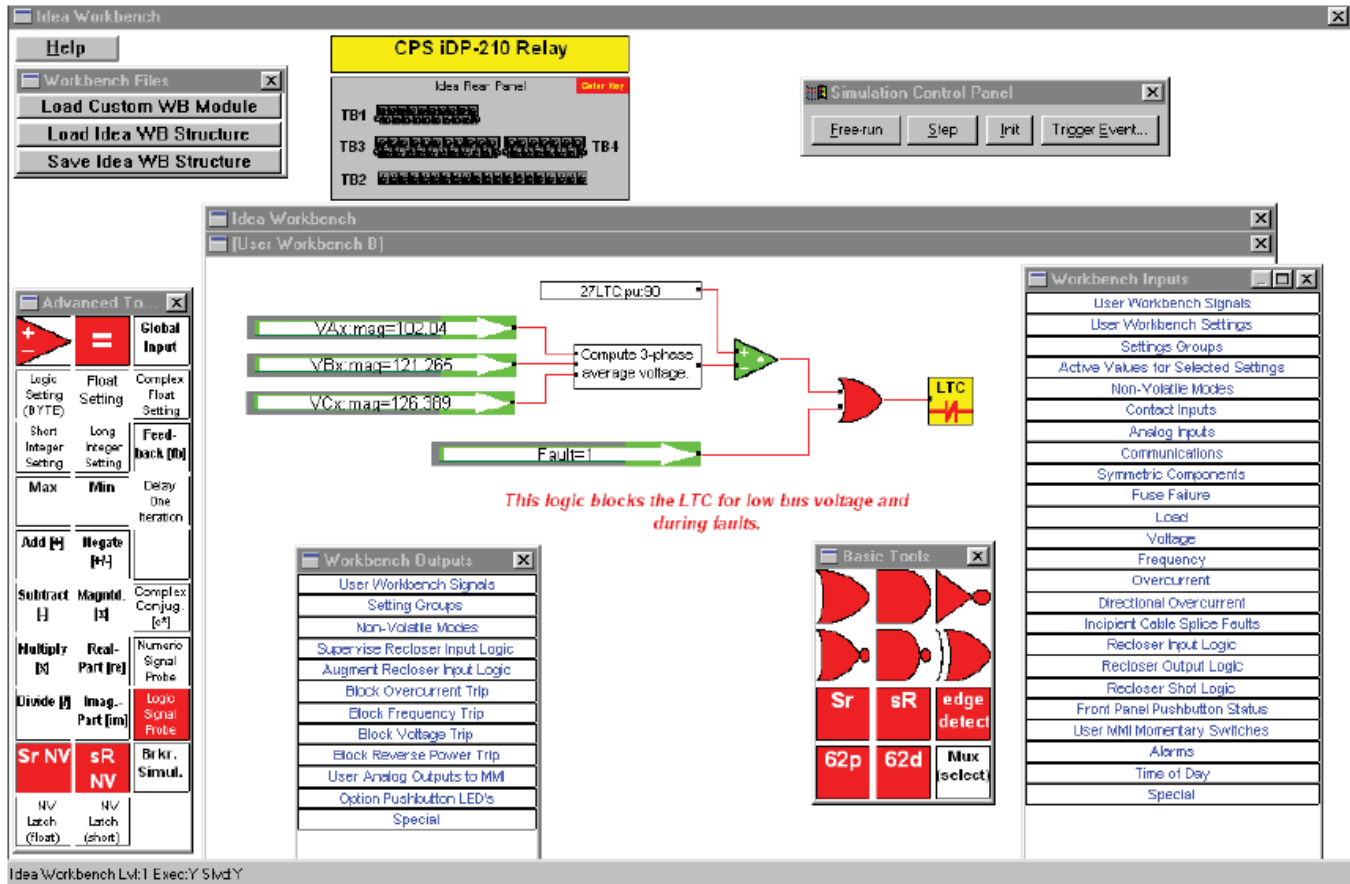 Idea Workbench
Help
CPS iDP-210 Relay
Workbench Files
Load Custom WB Module
Load Idea WB Structure
Save Idea WB Structure
Idea Rear Panel
Color Key
TB1
TB3
TB4
TB2
Simulation Control Panel
Free-run
Step
Init
Trigger Event...
Idea Workbench
[User Workbench B]
27LTC:pu:90
VAx:mag=102.04
VBx:mag=121.265
VCx:mag=126.389
Compute 3-phase
average voltage.
LTC
Fault=1
This logic blocks the LTC for low bus voltage and
during faults.
Advanced To...
+
−
=
Global
Input
Logic
Setting
(BYTE)
Float
Setting
Complex
Float
Setting
Short
Integer
Setting
Long
Integer
Setting
Feed-
back [fb]
Max
Min
Delay
One
Iteration
Add [+]
Negate
[+/-]
Subtract
[-]
Magntd.
[x]
Complex
Conjug.
[c*]
Multiply
[x]
Real-
Part [re]
Numeric
Signal
Probe
Divide [/]
Imag.-
Part [im]
Logic
Signal
Probe
Sr NV
sR
NV
Brkr.
Simul.
NV
Latch
(float)
NV
Latch
(short)
Workbench Outputs
User Workbench Signals
Setting Groups
Non-Volatile Modes
Supervise Recloser Input Logic
Augment Recloser Input Logic
Block Overcurrent Trip
Block Frequency Trip
Block Voltage Trip
Block Reverse Power Trip
User Analog Outputs to MMI
Option Pushbutton LED's
Special
Basic Tools
Sr
sR
edge
detect
62p
62d
Mux
(select)
Workbench Inputs
User Workbench Signals
User Workbench Settings
Settings Groups
Active Values for Selected Settings
Non-Volatile Modes
Contact Inputs
Analog Inputs
Communications
Symmetric Components
Fuse Failure
Load
Voltage
Frequency
Overcurrent
Directional Overcurrent
Incipient Cable Splice Faults
Recloser Input Logic
Recloser Output Logic
Recloser Shot Logic
Front Panel Pushbutton Status
User MMI Momentary Switches
Alarms
Time of Day
Special
Idea Workbench Lvl:1 Exec:Y Slvd:Y